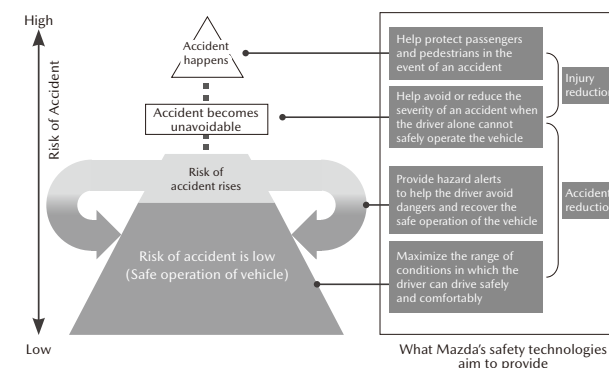 High
Risk of Accident
Low
Accident
happens
Accident becomes
unavoidable
Risk of
accident rises
Risk of accident is low
(Safe operation of vehicle)
Help protect passengers
and pedestrians in the
event of an accident
Help avoid or reduce the
severity of an accident when
the driver alone cannot
safely operate the vehicle
Provide hazard alerts
to help the driver avoid
dangers and recover the
safe operation of the vehicle
Maximize the range of
conditions in which the
driver can drive safely
and comfortably
Injury
reduction
Accident
reduction
What Mazda's safety technologies
aim to provide